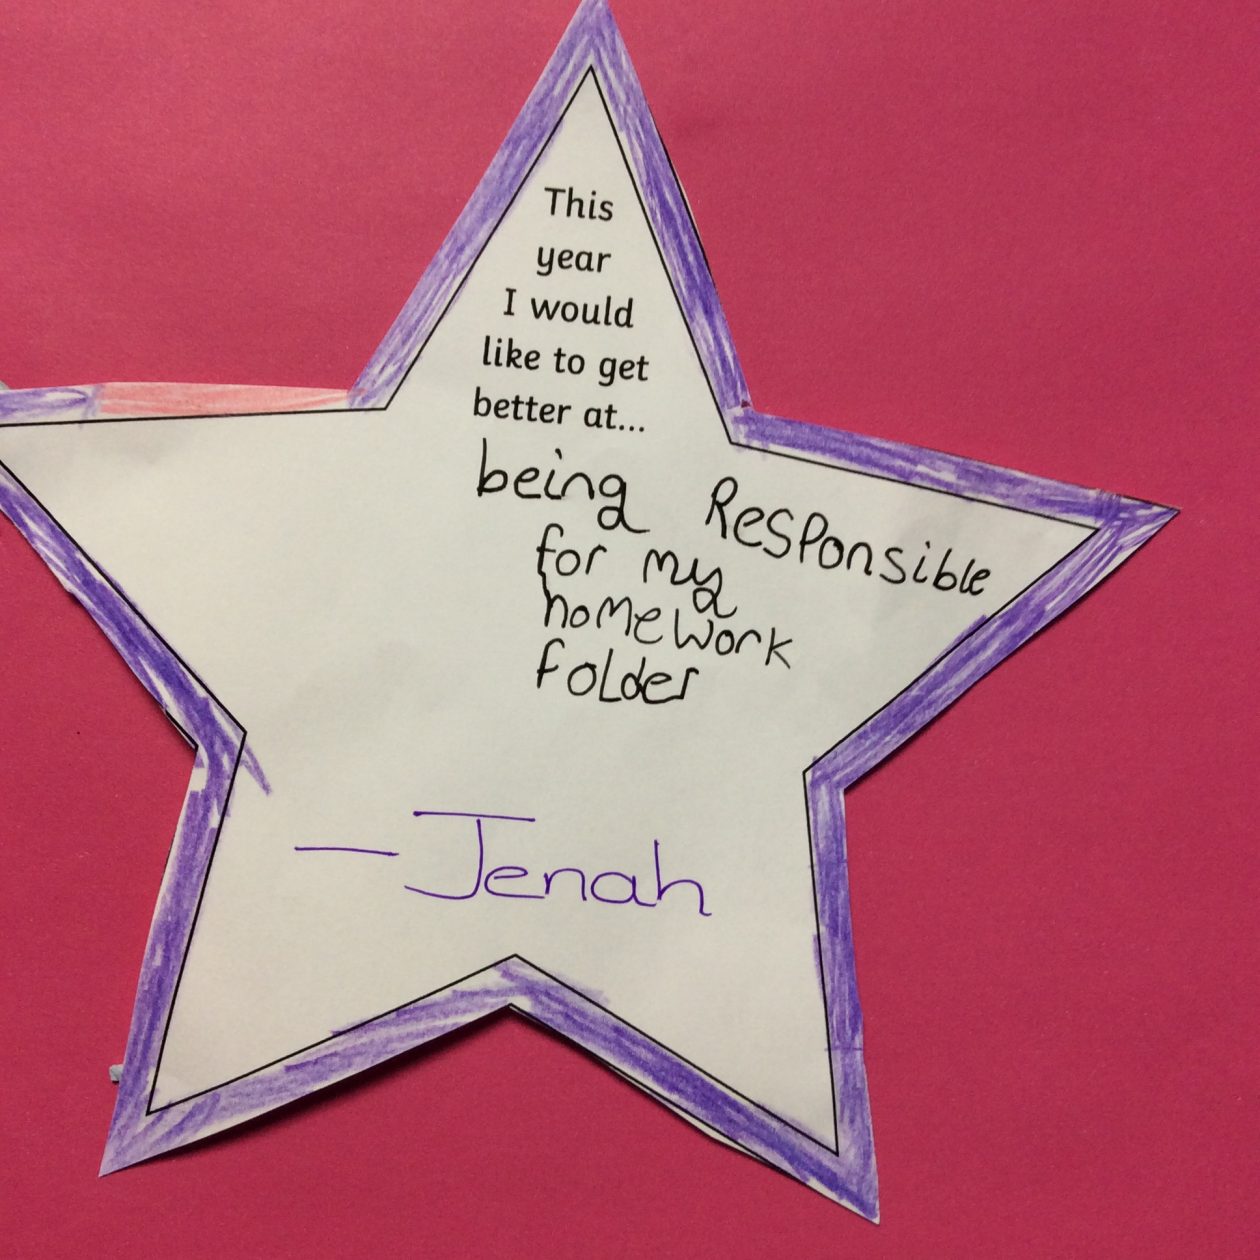 This
year
I would
like to get
better at...
being Responsible
for my
homework
folder
—Jenah